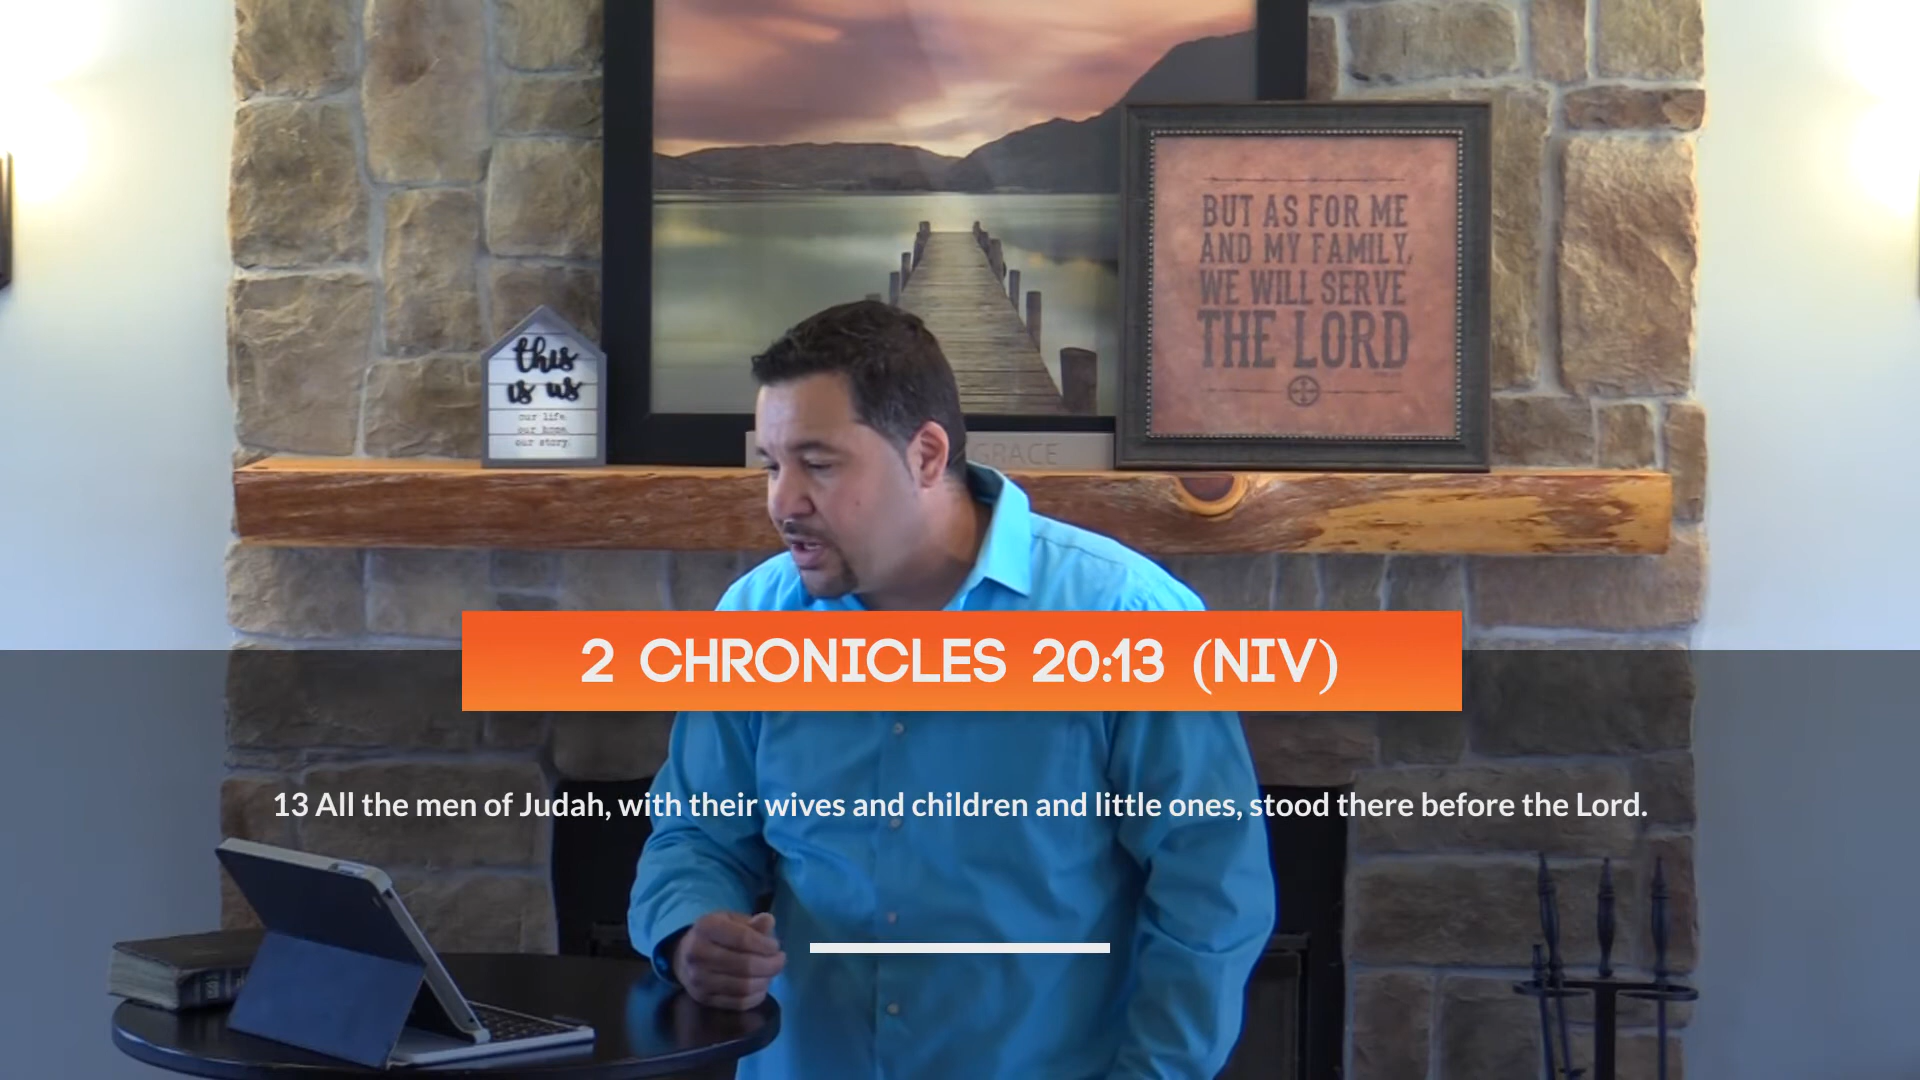 BUT AS FOR ME
AND MY FAMILY,
WE WILL SERVE
THE LORD
this
is us
our life.
our home.
our story.
GRACE
2 CHRONICLES 20:13 (NIV)
13 All the men of Judah, with their wives and children and little ones, stood there before the Lord.